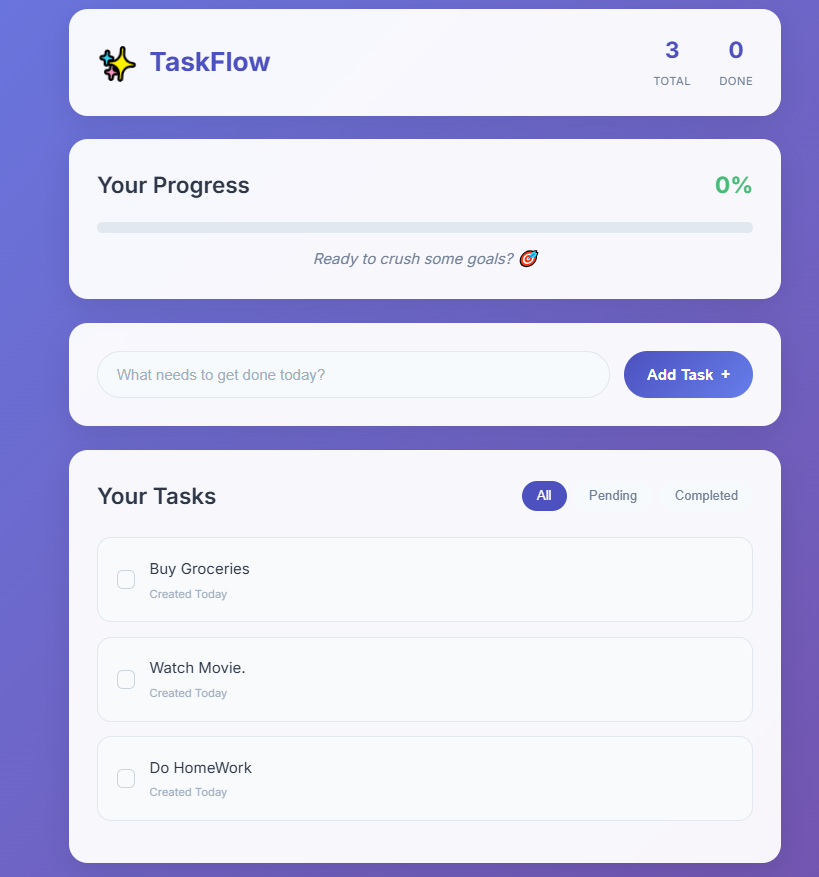 TaskFlow
3
TOTAL
0
DONE
Your Progress
0%
Ready to crush some goals? 🎯
What needs to get done today?
Add Task +
Your Tasks
All
Pending
Completed
Buy Groceries
Created Today
Watch Movie.
Created Today
Do HomeWork
Created Today